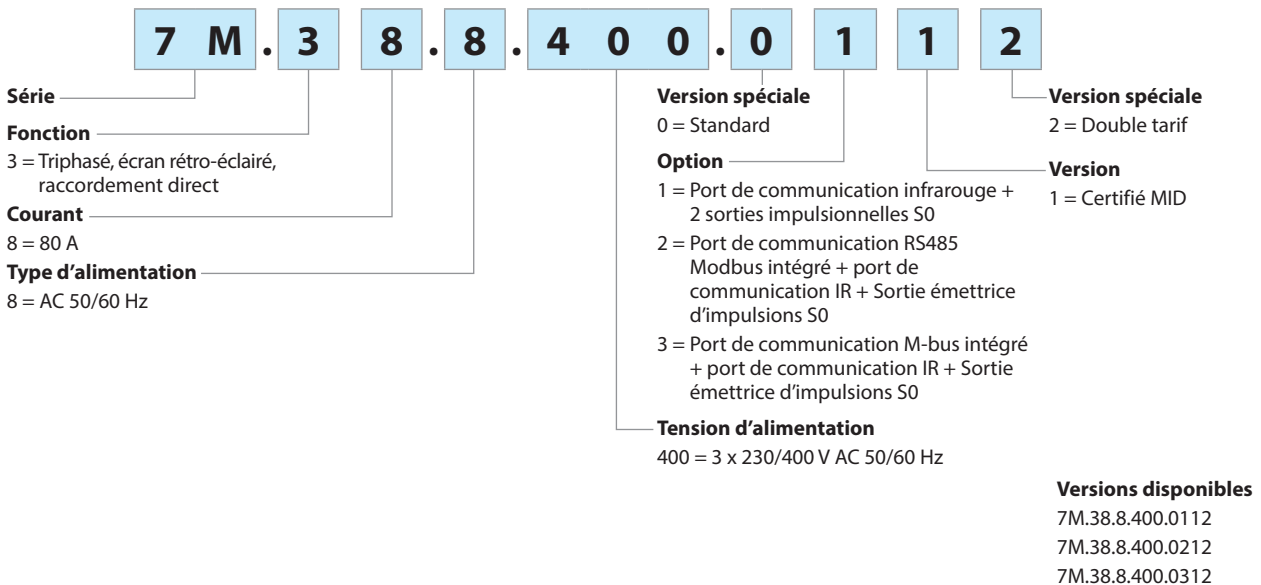 7 M . 3 8 . 8 . 4 0 0 . 0 1 1 2
Série
Fonction
3 = Triphasé, écran rétro-éclairé,
raccordement direct
Courant
8 = 80 A
Type d'alimentation
8 = AC 50/60 Hz
Version spéciale
0 = Standard
Option
1 = Port de communication infrarouge +
2 sorties impulsionnelles S0
2 = Port de communication RS485
Modbus intégré + port de
communication IR + Sortie émettrice
d'impulsions S0
3 = Port de communication M-bus intégré
+ port de communication IR + Sortie
émettrice d'impulsions S0
Tension d'alimentation
400 = 3 x 230/400 V AC 50/60 Hz
Version spéciale
2 = Double tarif
Version
1 = Certifié MID
Versions disponibles
7M.38.8.400.0112
7M.38.8.400.0212
7M.38.8.400.0312